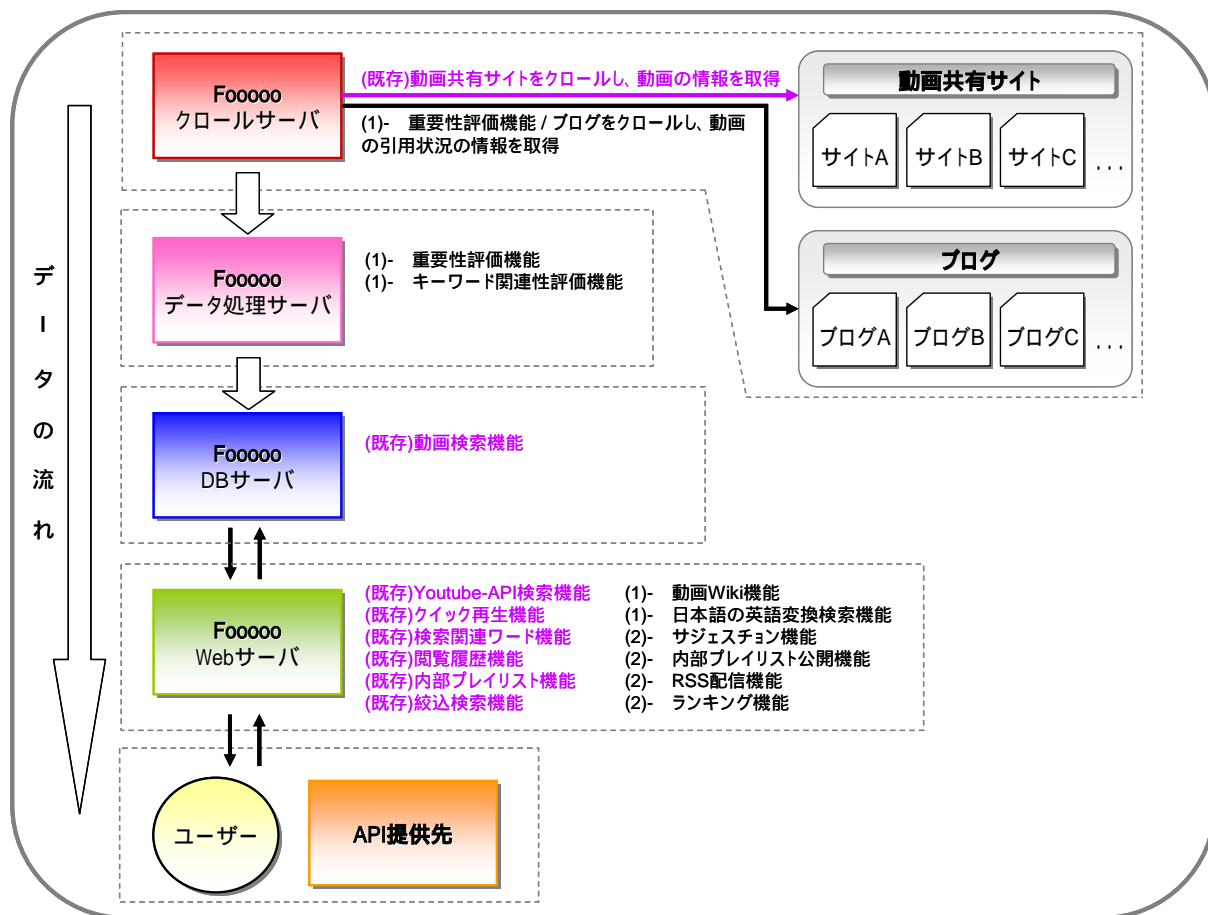 Fooooo
クロールサーバ
(既存)動画共有サイトをクロールし、動画の情報を取得
(1)-　重要性評価機能 / ブログをクロールし、動画
の引用状況の情報を取得
動画共有サイト
サイトA
サイトB
サイトC
...
データの流れ
Fooooo
データ処理サーバ
(1)-　重要性評価機能
(1)-　キーワード関連性評価機能
ブログ
ブログA
ブログB
ブログC
...
Fooooo
DBサーバ
(既存)動画検索機能
Fooooo
Webサーバ
(既存)Youtube-API検索機能
(既存)クイック再生機能
(既存)検索関連ワード機能
(既存)閲覧履歴機能
(既存)内部プレイリスト機能
(既存)絞込検索機能
(1)-　動画Wiki機能
(1)-　日本語の英語変換検索機能
(2)-　サジェスチョン機能
(2)-　内部プレイリスト公開機能
(2)-　RSS配信機能
(2)-　ランキング機能
ユーザー
API提供先